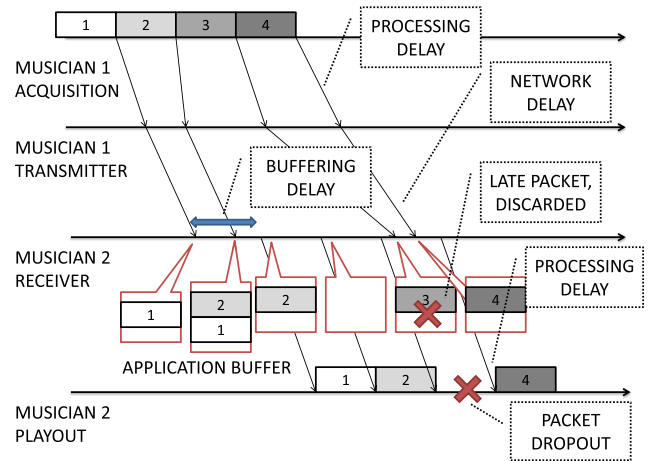 1 2 3 4
PROCESSING
DELAY
MUSICIAN 1
ACQUISITION
NETWORK
DELAY
MUSICIAN 1
TRANSMITTER
BUFFERING
DELAY
LATE PACKET,
DISCARDED
MUSICIAN 2
RECEIVER
PROCESSING
DELAY
2 2 3 4
1 1
APPLICATION BUFFER
1 2 4
MUSICIAN 2
PLAYOUT
PACKET
DROPOUT